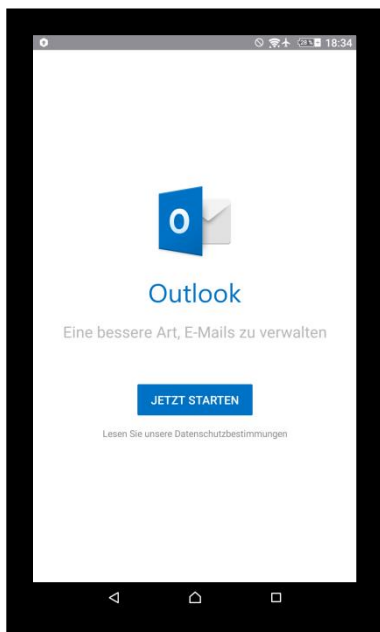 18:34
O
Outlook
Eine bessere Art, E-Mails zu verwalten
JETZT STARTEN
Lesen Sie unsere Datenschutzbestimmungen